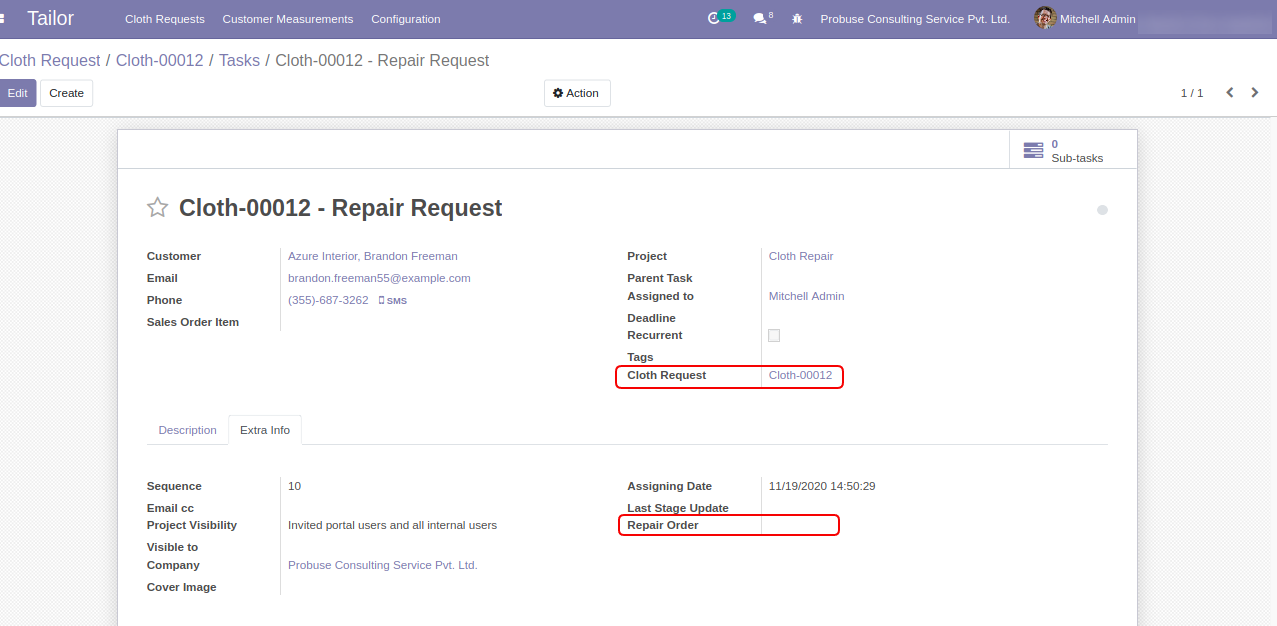 Tailor Cloth Requests Customer Measurements Configuration 13 8 Probuse Consulting Service Pvt. Ltd. Mitchell Admin
Cloth Request / Cloth-00012 / Tasks / Cloth-00012 - Repair Request
Edit Create Action 1 / 1
0
Sub-tasks
Cloth-00012 - Repair Request
Customer Azure Interior, Brandon Freeman
Email brandon.freeman55@example.com
Phone (355)-687-3262 SMS
Sales Order Item
Project Cloth Repair
Parent Task
Assigned to Mitchell Admin
Deadline
Recurrent
Tags
Cloth Request Cloth-00012
Description Extra Info
Sequence 10
Email cc
Project Visibility Invited portal users and all internal users
Visible to
Company Probuse Consulting Service Pvt. Ltd.
Cover Image
Assigning Date 11/19/2020 14:50:29
Last Stage Update
Repair Order